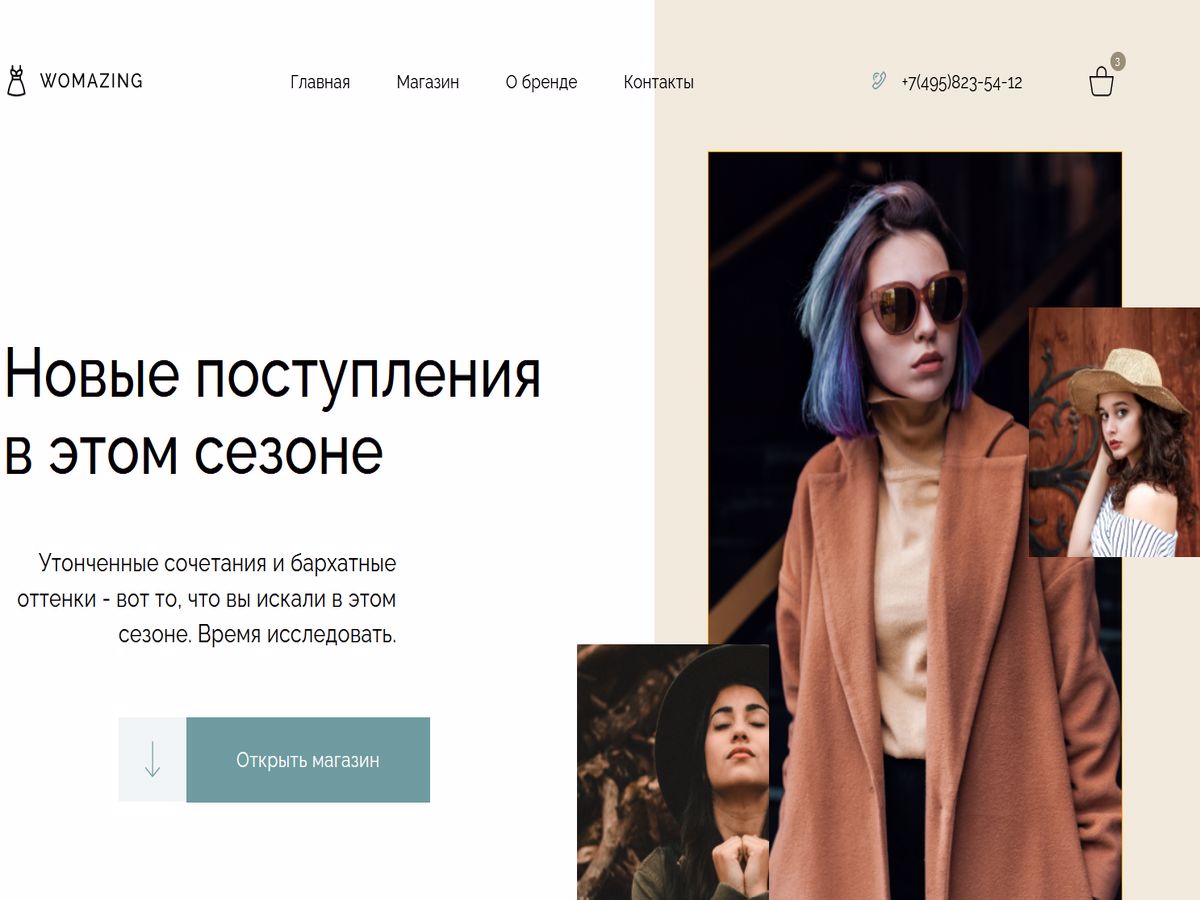 WOMAZING
Главная Магазин О бренде Контакты
+7(495)823-54-12
3
Новые поступления
в этом сезоне
Утонченные сочетания и бархатные
оттенки - вот то, что вы искали в этом
сезоне. Время исследовать.
Открыть магазин